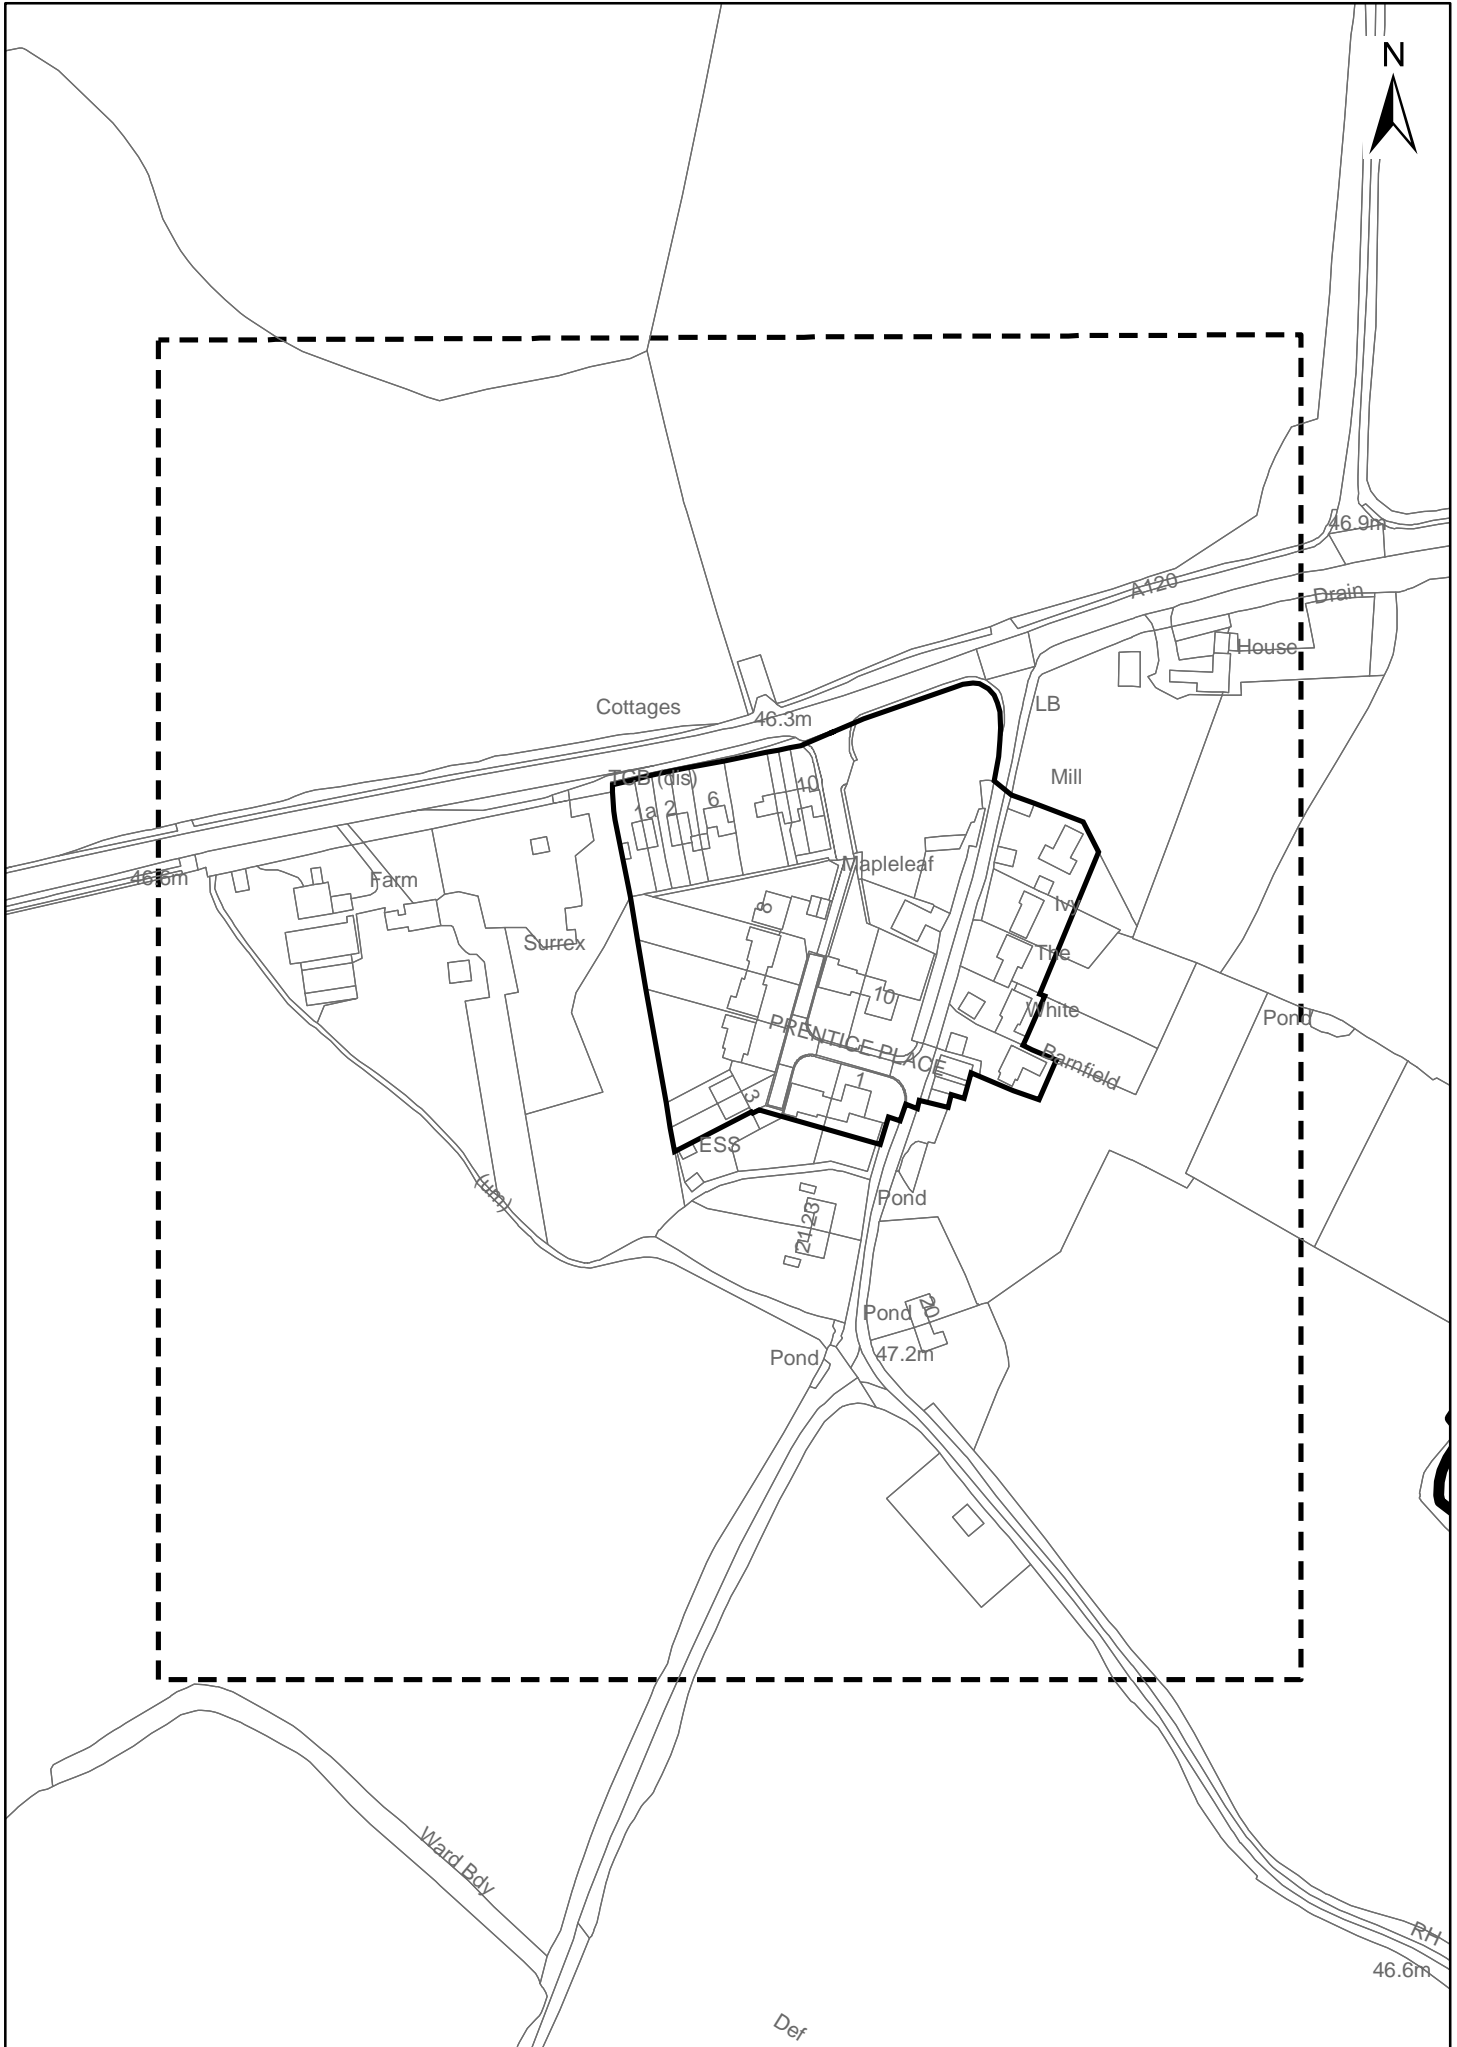 N
46.9m
A120
Drain
House
Cottages
LB
46.3m
TCB (dis)
Mill
1a
2
6
10
Mapleleaf
46.6m
Farm
8
Ivy
Surrex
The
10
White
Pond
PRENTICE PLACE
Barnfield
1
3
ESS
(um)
Pond
21
23
Pond
20
Pond
47.2m
Ward Bdy
RH
46.6m
Def